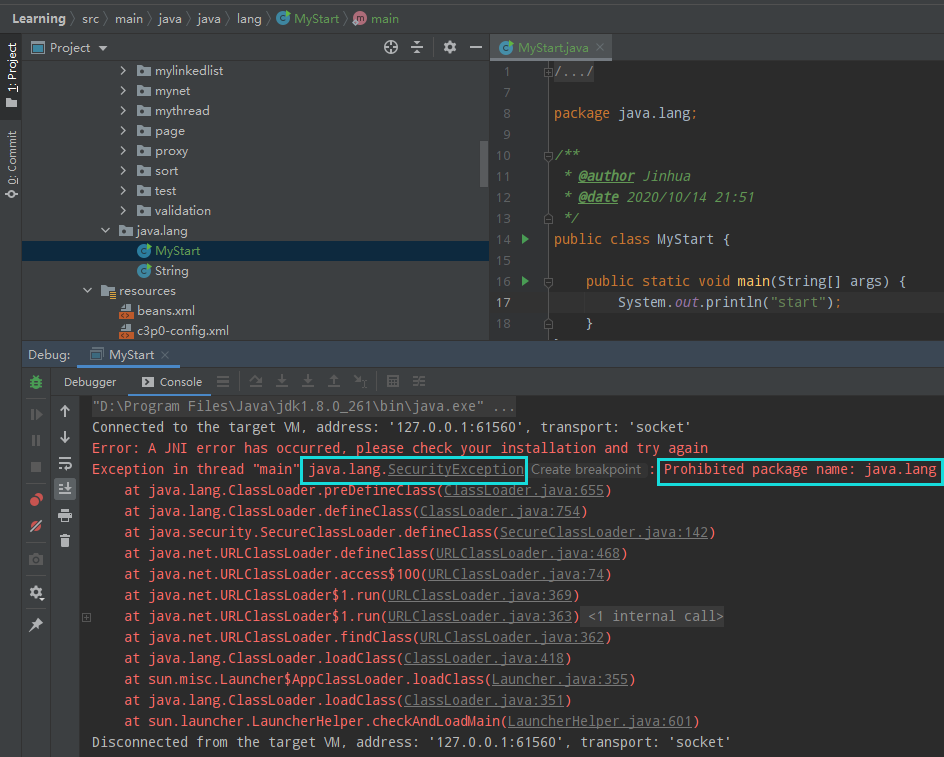 Learning src main java java lang MyStart main
Project
MyStart.java
1: Project
0: Commit
mylinkedlist
mynet
mythread
page
proxy
sort
test
validation
java.lang
MyStart
String
resources
beans.xml
c3p0-config.xml
1 /.../
7
8 package java.lang;
9
10 /**
11 * @author Jinhua
12 * @date 2020/10/14 21:51
13 */
14 public class MyStart {
15
16 public static void main(String[] args) {
17 System.out.println("start");
18 }
Debug: MyStart
Debugger Console
"D:\Program Files\Java\jdk1.8.0_261\bin\java.exe" ...
Connected to the target VM, address: '127.0.0.1:61560', transport: 'socket'
Error: A JNI error has occurred, please check your installation and try again
Exception in thread "main" java.lang.SecurityException Create breakpoint : Prohibited package name: java.lang
at java.lang.ClassLoader.preDefineClass(ClassLoader.java:655)
at java.lang.ClassLoader.defineClass(ClassLoader.java:754)
at java.security.SecureClassLoader.defineClass(SecureClassLoader.java:142)
at java.net.URLClassLoader.defineClass(URLClassLoader.java:468)
at java.net.URLClassLoader.access$100(URLClassLoader.java:74)
at java.net.URLClassLoader$1.run(URLClassLoader.java:369)
at java.net.URLClassLoader$1.run(URLClassLoader.java:363) <1 internal call>
at java.net.URLClassLoader.findClass(URLClassLoader.java:362)
at java.lang.ClassLoader.loadClass(ClassLoader.java:418)
at sun.misc.Launcher$AppClassLoader.loadClass(Launcher.java:355)
at java.lang.ClassLoader.loadClass(ClassLoader.java:351)
at sun.launcher.LauncherHelper.checkAndLoadMain(LauncherHelper.java:601)
Disconnected from the target VM, address: '127.0.0.1:61560', transport: 'socket'